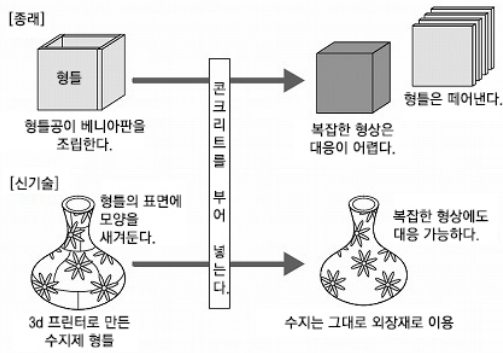 [종래]
형틀
형틀공이 베니아판을
조립한다.
콘크리트를 부어 넣는다.
복잡한 형상은
대응이 어렵다.
형틀은 떼어낸다.
[신기술]
형틀의 표면에
모양을
새겨둔다.
3d 프린터로 만든
수지제 형틀
복잡한 형상에도
대응 가능하다.
수지는 그대로 외장재로 이용